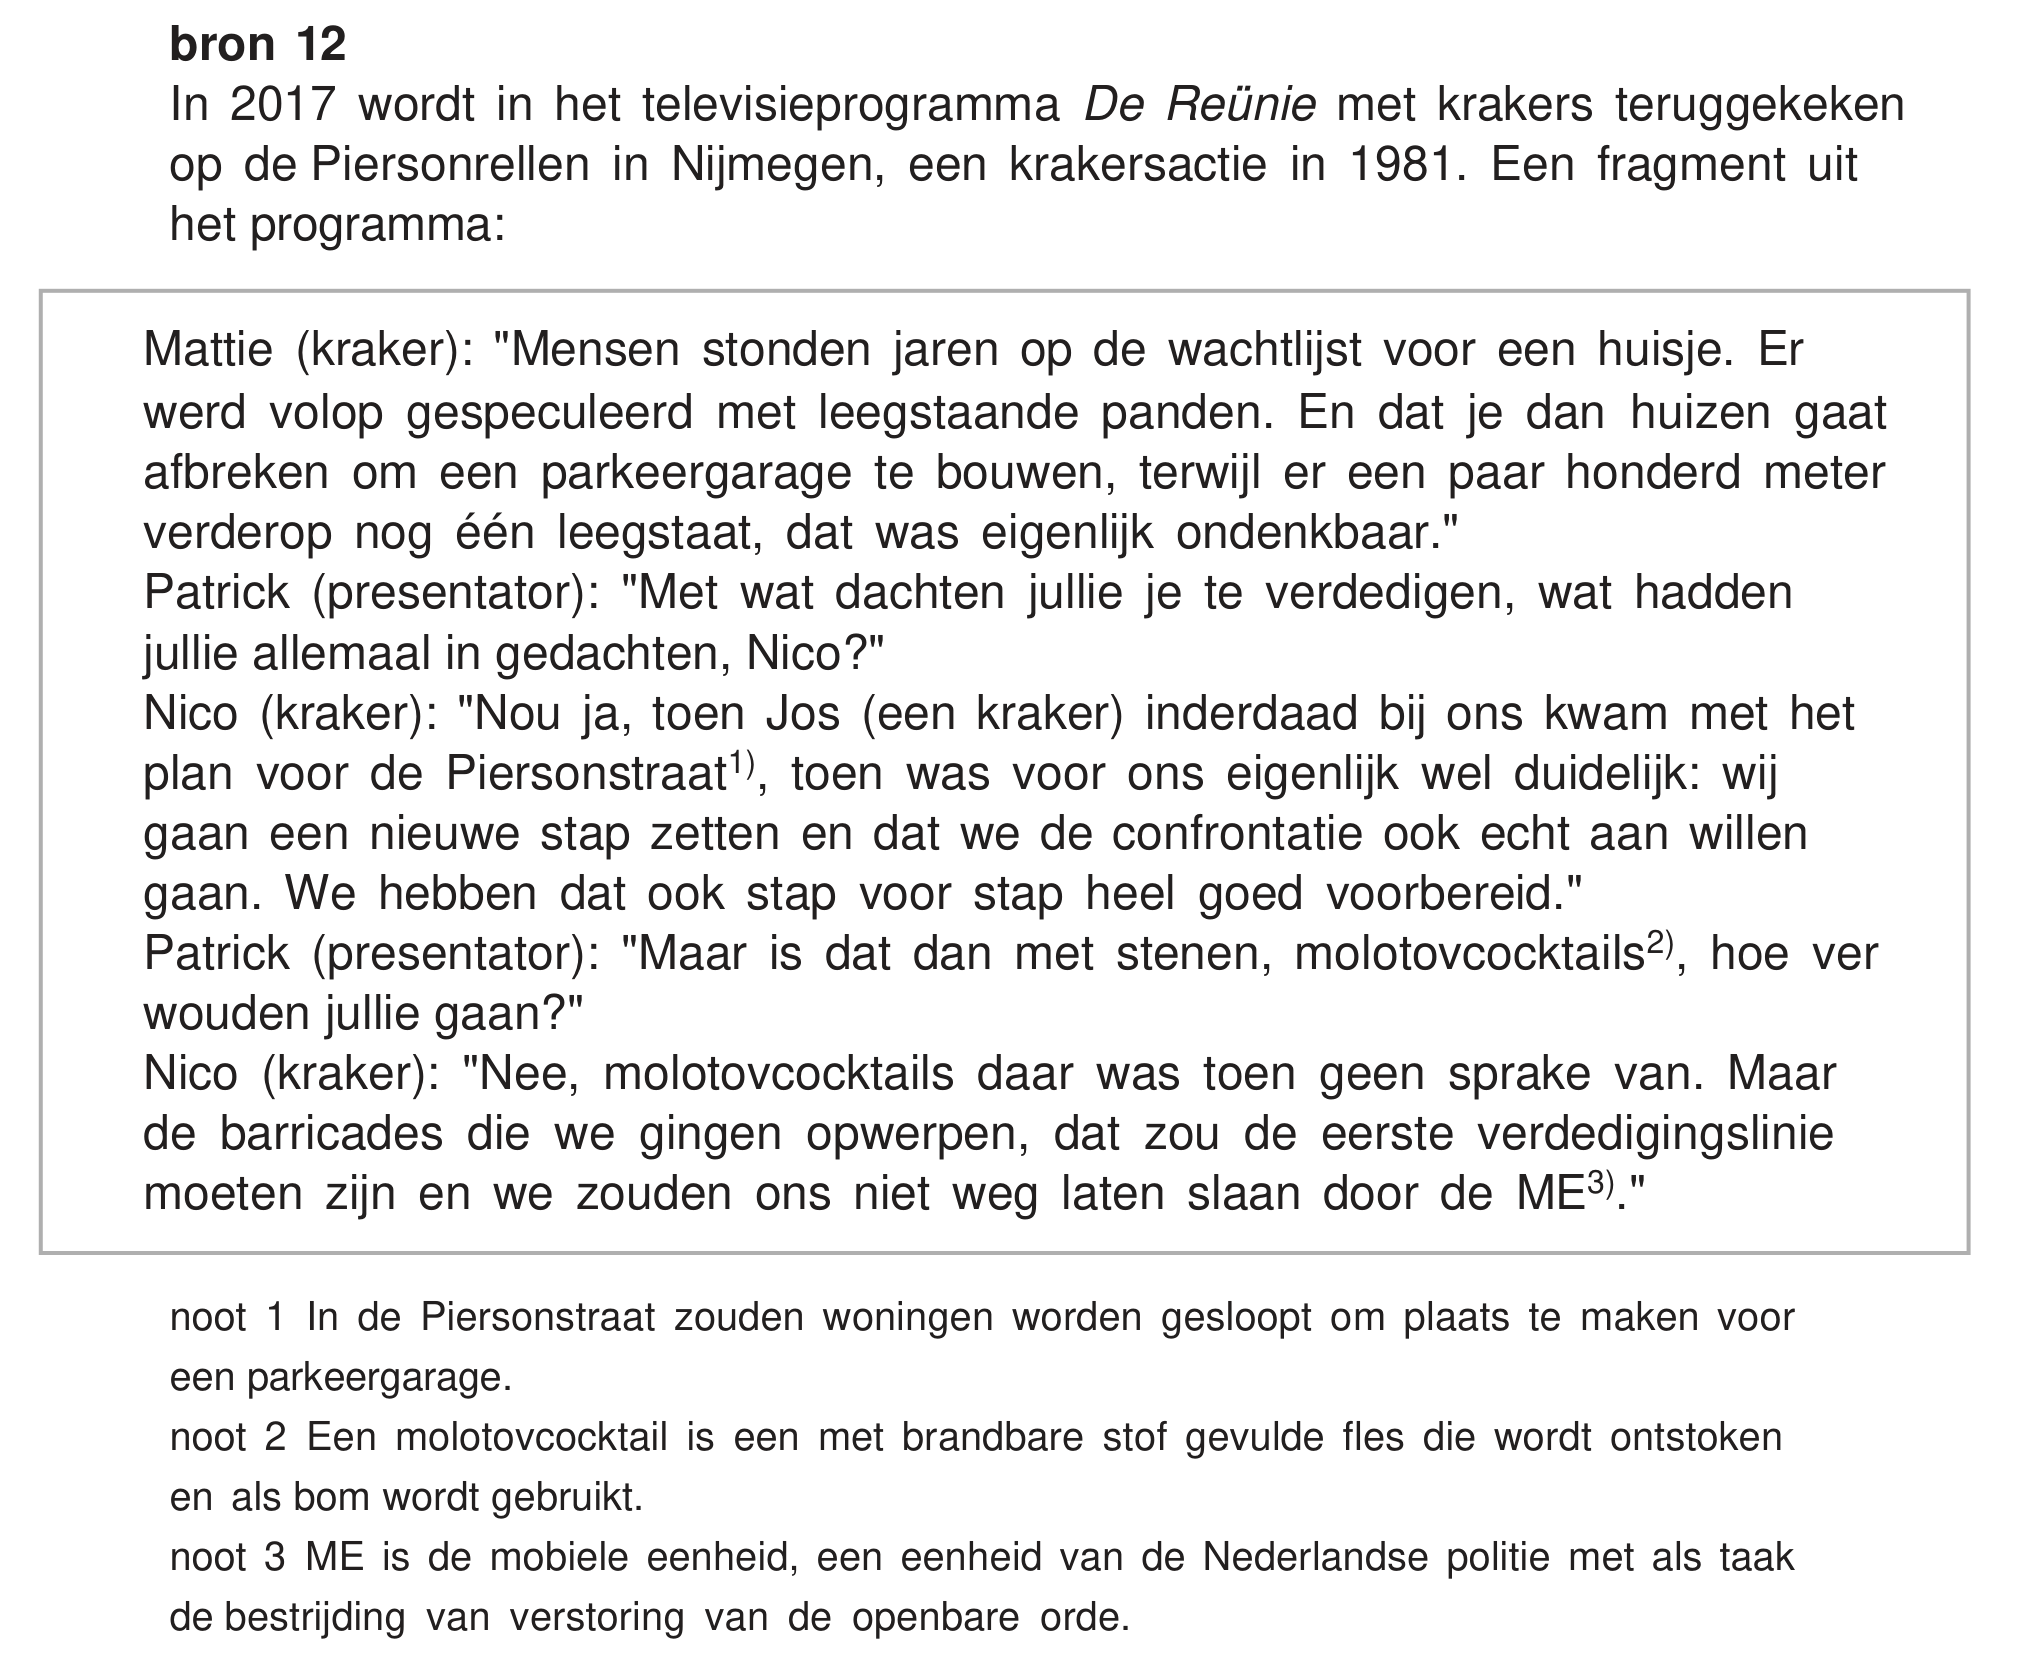 bron 12
In 2017 wordt in het televisieprogramma De Reünie met krakers teruggekeken
op de Piersonrellen in Nijmegen, een krakersactie in 1981. Een fragment uit
het programma:
Mattie (kraker): "Mensen stonden jaren op de wachtlijst voor een huisje. Er
werd volop gespeculeerd met leegstaande panden. En dat je dan huizen gaat
afbreken om een parkeergarage te bouwen, terwijl er een paar honderd meter
verderop nog één leegstaat, dat was eigenlijk ondenkbaar."
Patrick (presentator): "Met wat dachten jullie je te verdedigen, wat hadden
jullie allemaal in gedachten, Nico?"
Nico (kraker): "Nou ja, toen Jos (een kraker) inderdaad bij ons kwam met het
plan voor de Piersonstraat1), toen was voor ons eigenlijk wel duidelijk: wij
gaan een nieuwe stap zetten en dat we de confrontatie ook echt aan willen
gaan. We hebben dat ook stap voor stap heel goed voorbereid."
Patrick (presentator): "Maar is dat dan met stenen, molotovcocktails2), hoe ver
wouden jullie gaan?"
Nico (kraker): "Nee, molotovcocktails daar was toen geen sprake van. Maar
de barricades die we gingen opwerpen, dat zou de eerste verdedigingslinie
moeten zijn en we zouden ons niet weg laten slaan door de ME3)."
noot 1 In de Piersonstraat zouden woningen worden gesloopt om plaats te maken voor
een parkeergarage.
noot 2 Een molotovcocktail is een met brandbare stof gevulde fles die wordt ontstoken
en als bom wordt gebruikt.
noot 3 ME is de mobiele eenheid, een eenheid van de Nederlandse politie met als taak
de bestrijding van verstoring van de openbare orde.